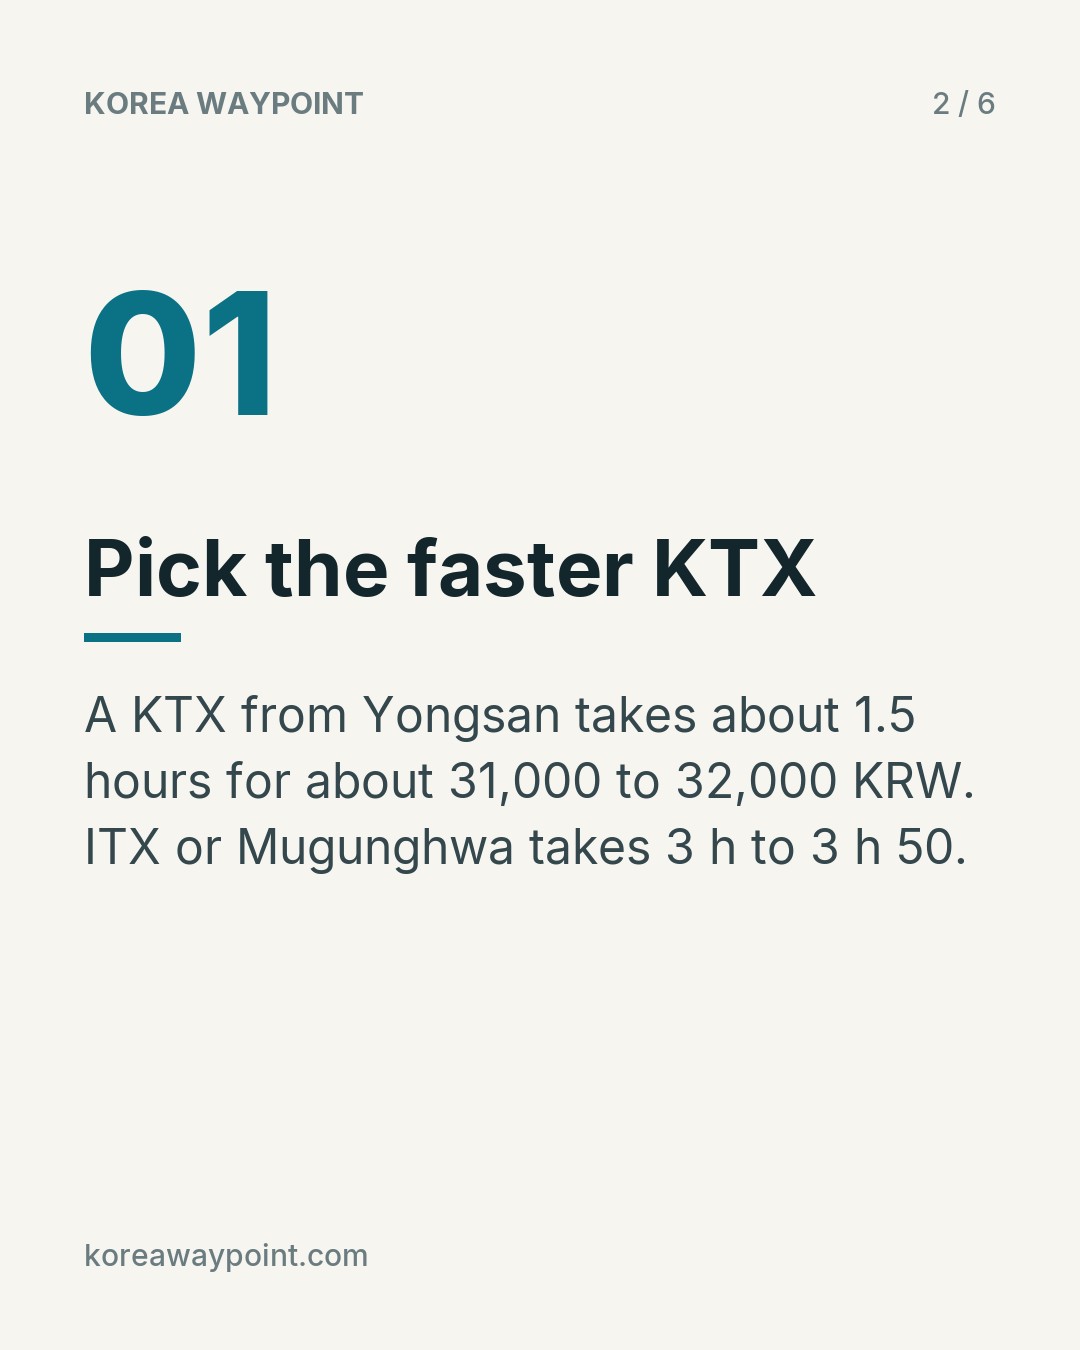 KOREA WAYPOINT
2 / 6
01
Pick the faster KTX
A KTX from Yongsan takes about 1.5
hours for about 31,000 to 32,000 KRW.
ITX or Mugunghwa takes 3 h to 3 h 50.
koreawaypoint.com